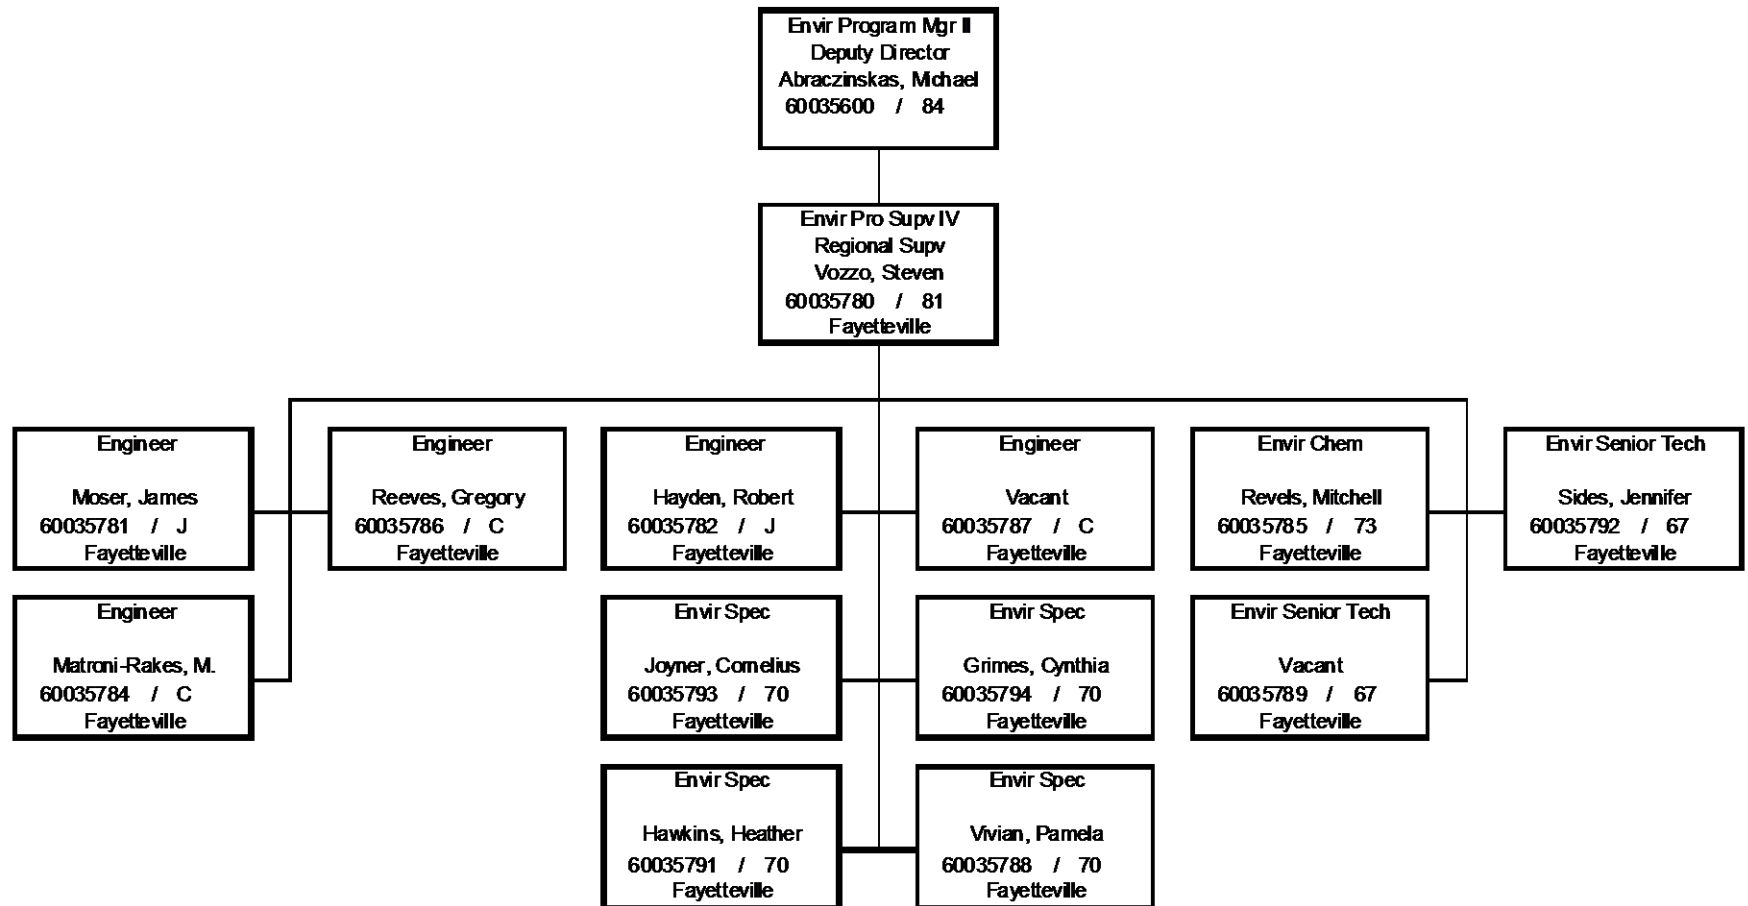 Envir Program Mgr II
Deputy Director
Abraczinskas, Michael
60035600 / 84
Envir Pro Supv IV
Regional Supv
Vozzo, Steven
60035780 / 81
Fayetteville
Engineer
Moser, James
60035781 / J
Fayetteville
Engineer
Reeves, Gregory
60035786 / C
Fayetteville
Engineer
Hayden, Robert
60035782 / J
Fayetteville
Engineer
Vacant
60035787 / C
Fayetteville
Envir Chem
Revels, Mitchell
60035785 / 73
Fayetteville
Envir Senior Tech
Sides, Jennifer
60035792 / 67
Fayetteville
Engineer
Matroni-Rakes, M.
60035784 / C
Fayetteville
Envir Spec
Joyner, Cornelius
60035793 / 70
Fayetteville
Envir Spec
Grimes, Cynthia
60035794 / 70
Fayetteville
Envir Senior Tech
Vacant
60035789 / 67
Fayetteville
Envir Spec
Hawkins, Heather
60035791 / 70
Fayetteville
Envir Spec
Vivian, Pamela
60035788 / 70
Fayetteville